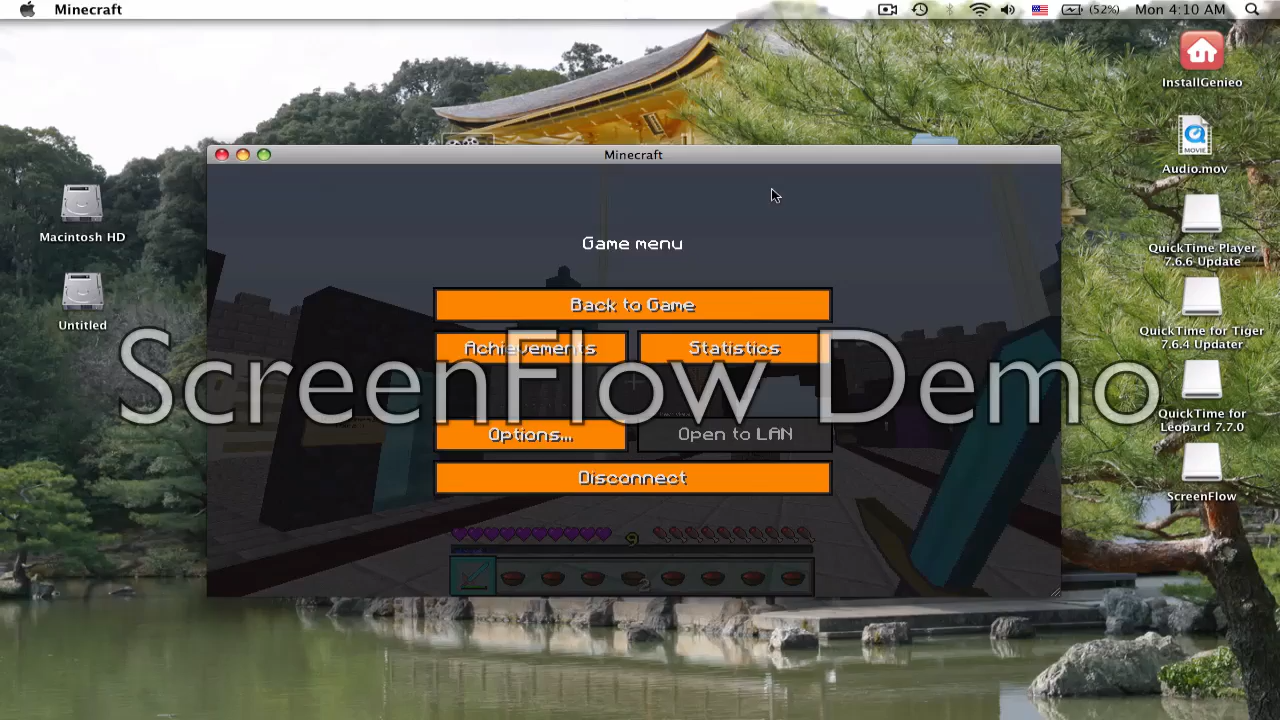 Minecraft
(52%) Mon 4:10 AM
InstallGenieo
MOVIE
Audio.mov
Minecraft
Macintosh HD
Game menu
QuickTime Player
7.6.6 Update
Back to Game
Untitled
QuickTime for Tiger
7.6.4 Updater
Achievements
Statistics
ScreenFlow Demo
QuickTime for
Leopard 7.7.0
Options...
Open to LAN
Disconnect
ScreenFlow
9